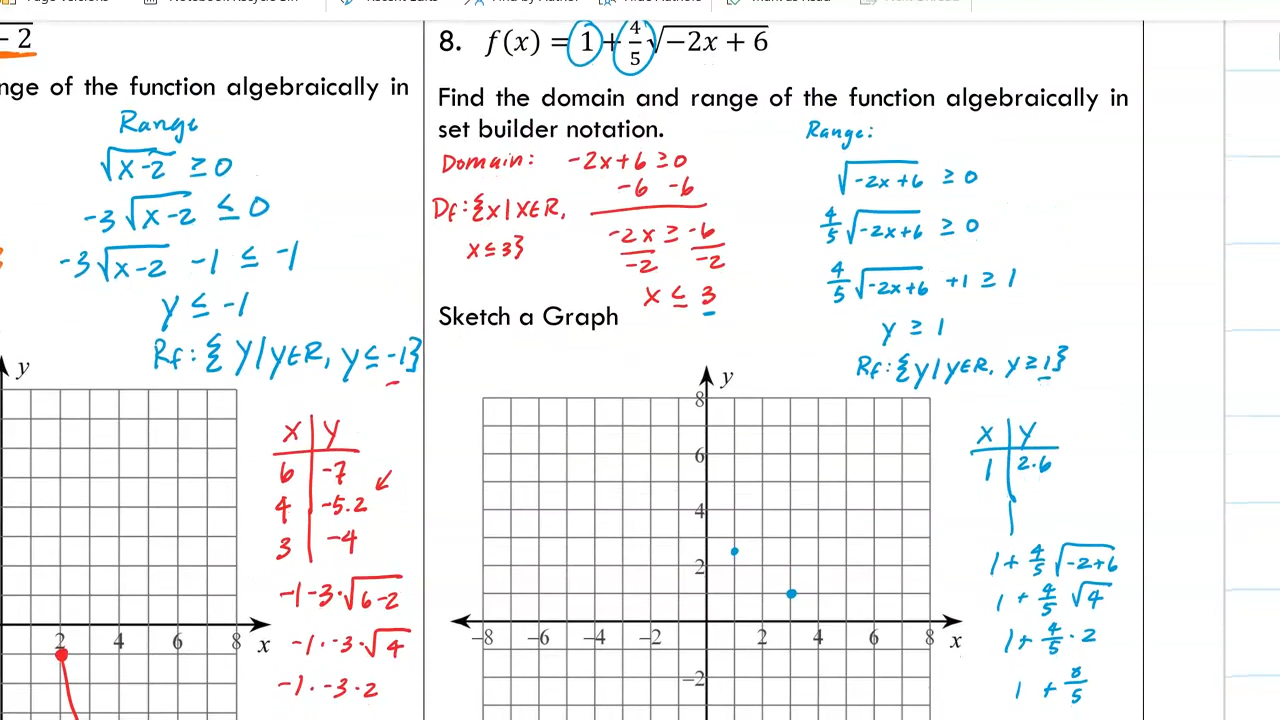 − 2
nge of the function algebraically in
Range
√x-2 ≥ 0
-3√x-2 ≤ 0
-3√x-2 -1 ≤ -1
y ≤ -1
Rf: { y/y∈R, y≤-1}
y
8
x
2 4 6
x y
6 -7
4 -5.2
3 -4
-1-3·√6-2
-1·-3·√4
-1·-3·2
8. f(x) = 1 + 4/5 √−2x + 6
Find the domain and range of the function algebraically in
set builder notation.
Domain: -2x+6 ≥ 0
-6 -6
Df: {x/x∈R,
x≤3}
-2x ≥ -6
-2 -2
x ≤ 3
Range:
√-2x+6 ≥ 0
4/5 √-2x+6 ≥ 0
4/5 √-2x+6 +1 ≥ 1
y ≥ 1
Rf: {y/y∈R, y≥1}
Sketch a Graph
y
8
6
4
2
−8 −6 −4 −2 2 4 6 8 x
−2
x y
1 2.6
1 + 4/5 √-2+6
1 + 4/5 √4
1 + 4/5 · 2
1 + 8/5